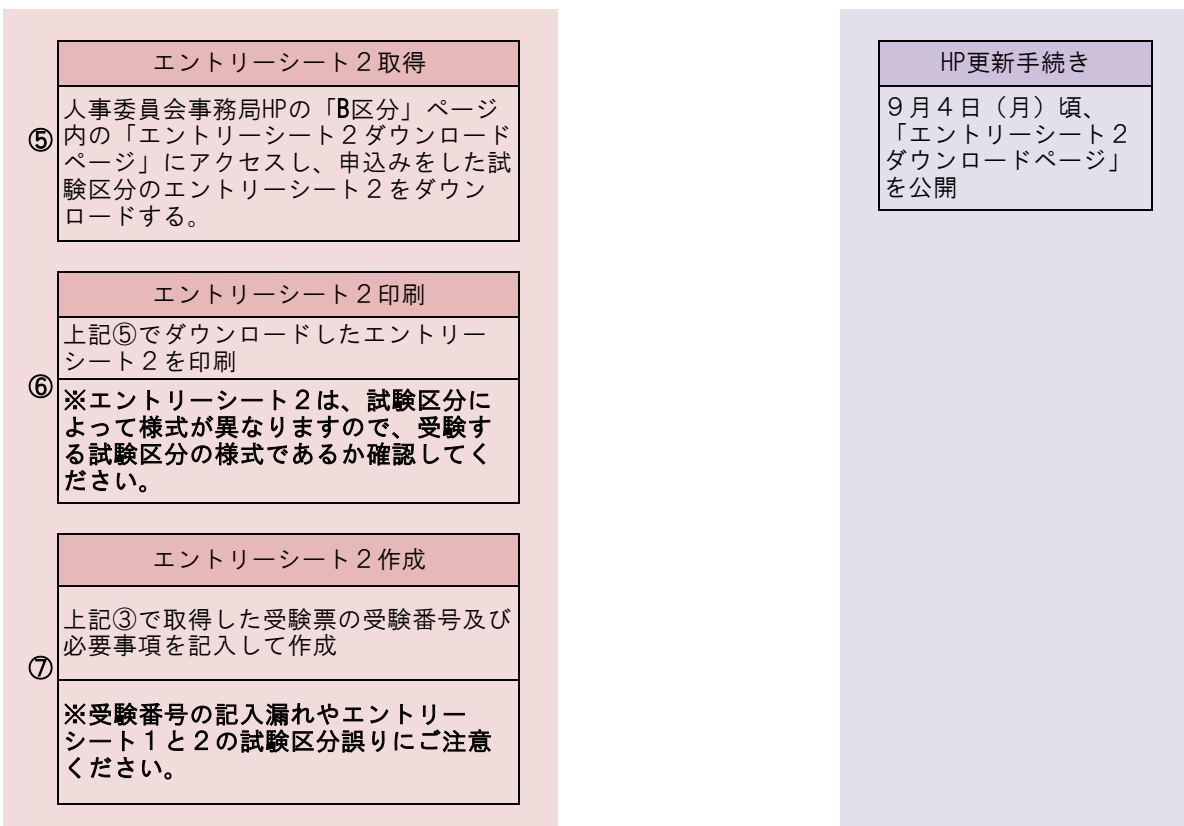 エントリーシート２取得
⑤
人事委員会事務局HPの「B区分」ページ
内の「エントリーシート２ダウンロード
ページ」にアクセスし、申込みをした試
験区分のエントリーシート２をダウン
ロードする。
エントリーシート２印刷
⑥
上記⑤でダウンロードしたエントリー
シート２を印刷
※エントリーシート２は、試験区分に
よって様式が異なりますので、受験す
る試験区分の様式であるか確認してく
ださい。
エントリーシート２作成
⑦
上記③で取得した受験票の受験番号及び
必要事項を記入して作成
※受験番号の記入漏れやエントリー
シート１と２の試験区分誤りにご注意
ください。
HP更新手続き
９月４日（月）頃、
「エントリーシート２
ダウンロードページ」
を公開